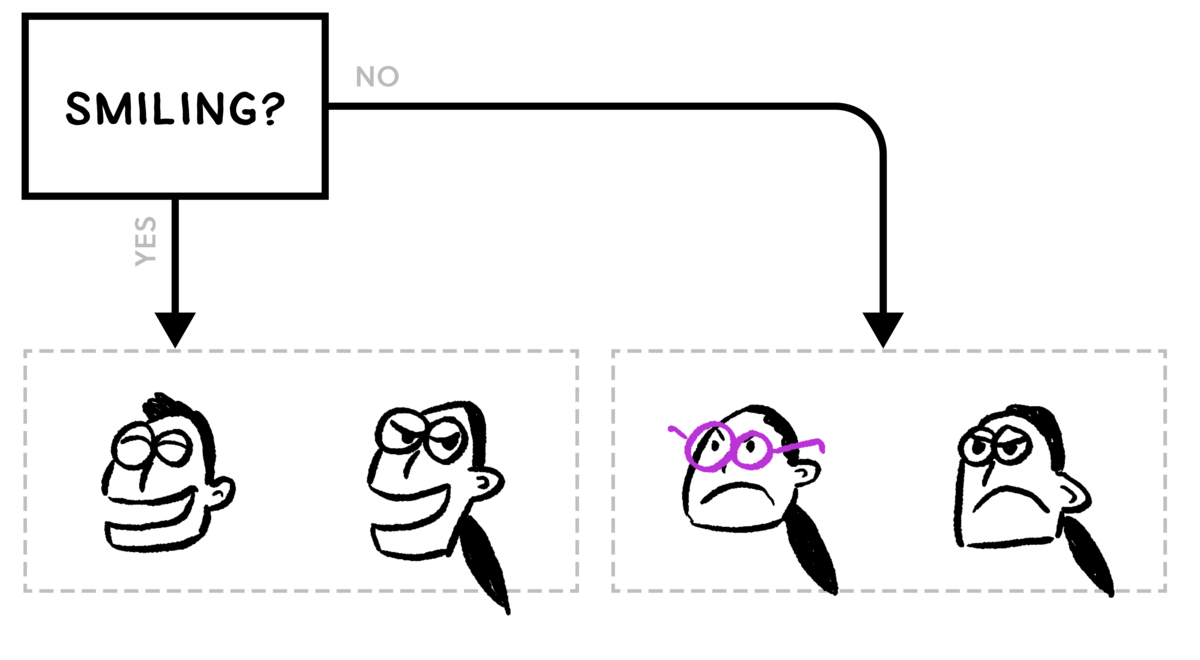 SMILING?
NO
YES